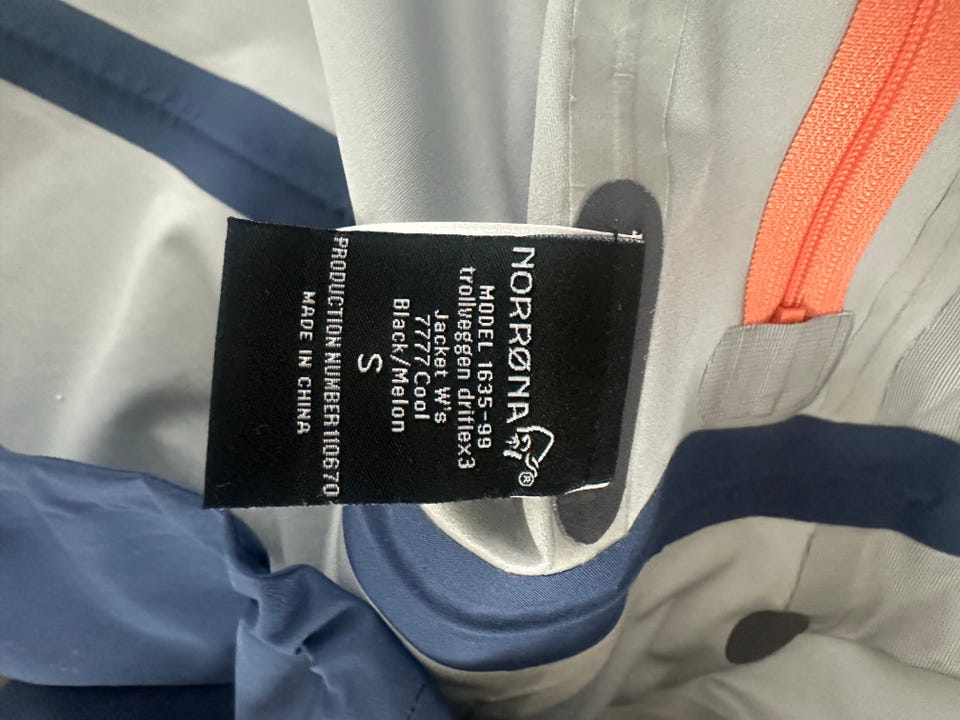 NORRØNA®
MODEL 1635-99
trollveggen driflex3
Jacket W's
7777 Cool
Black/Melon
S
PRODUCTION NUMBER 110670
MADE IN CHINA